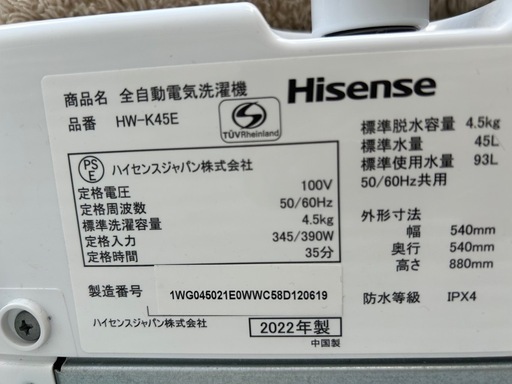 商品名 全自動電気洗濯機
Hisense
品番 HW-K45E
TÜVRheinland
PS
E
ハイセンスジャパン株式会社
定格電圧 100V
定格周波数 50/60Hz
標準洗濯容量 4.5kg
定格入力 345/390W
定格時間 35分
標準脱水容量 4.5kg
標準水量 45L
標準使用水量 93L
50/60Hz共用
外形寸法
幅 540mm
奥行 540mm
高さ 880mm
防水等級 IPX4
製造番号 1WG045021E0WWC58D120619
ハイセンスジャパン株式会社
2022年製
中国製